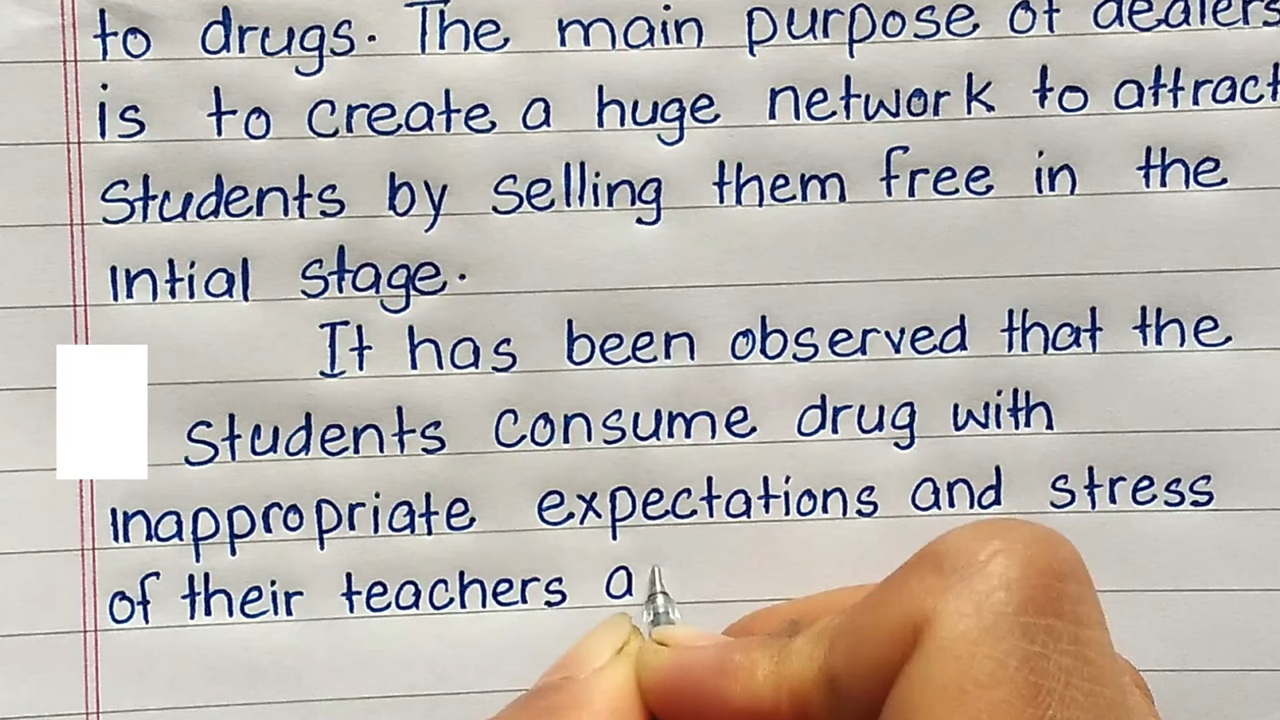 to drugs. The main purpose of dealers
is to create a huge network to attract
Students by selling them free in the
Intial stage.
It has been observed that the
Students consume drug with
Inappropriate expectations and stress
of their teachers a